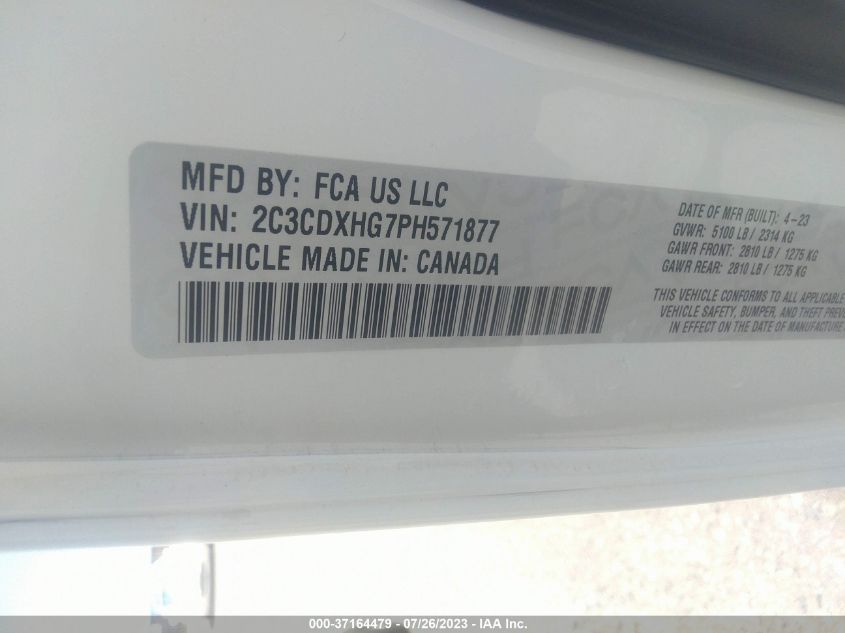 MFD BY: FCA US LLC
VIN: 2C3CDXHG7PH571877
VEHICLE MADE IN: CANADA
DATE OF MFR (BUILT): 4-23
GVWR: 5100 LB / 2314 KG
GAWR FRONT: 2810 LB / 1275 KG
GAWR REAR: 2810 LB / 1275 KG
THIS VEHICLE CONFORMS TO ALL APPLICABLE
VEHICLE SAFETY, BUMPER, AND THEFT PREVE
IN EFFECT ON THE DATE OF MANUFACTURE
000-37164479 - 07/26/2023 - IAA Inc.